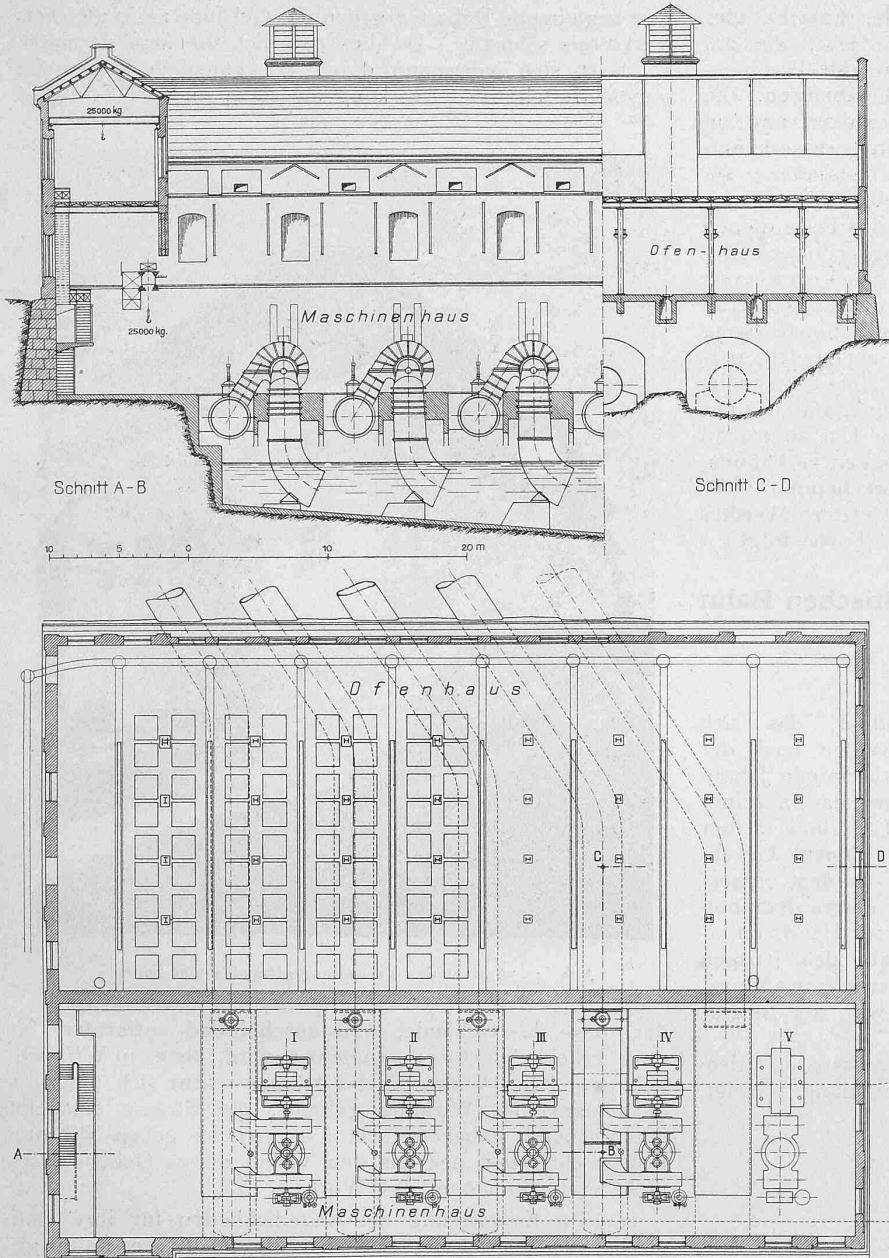 25000 kg
Ofen-haus
Maschinenhaus
25000 kg.
Schnitt A-B
Schnitt C-D
10 5 0 10 20 m
Ofenhaus
C D
I II III IV V
A B
Maschinenhaus